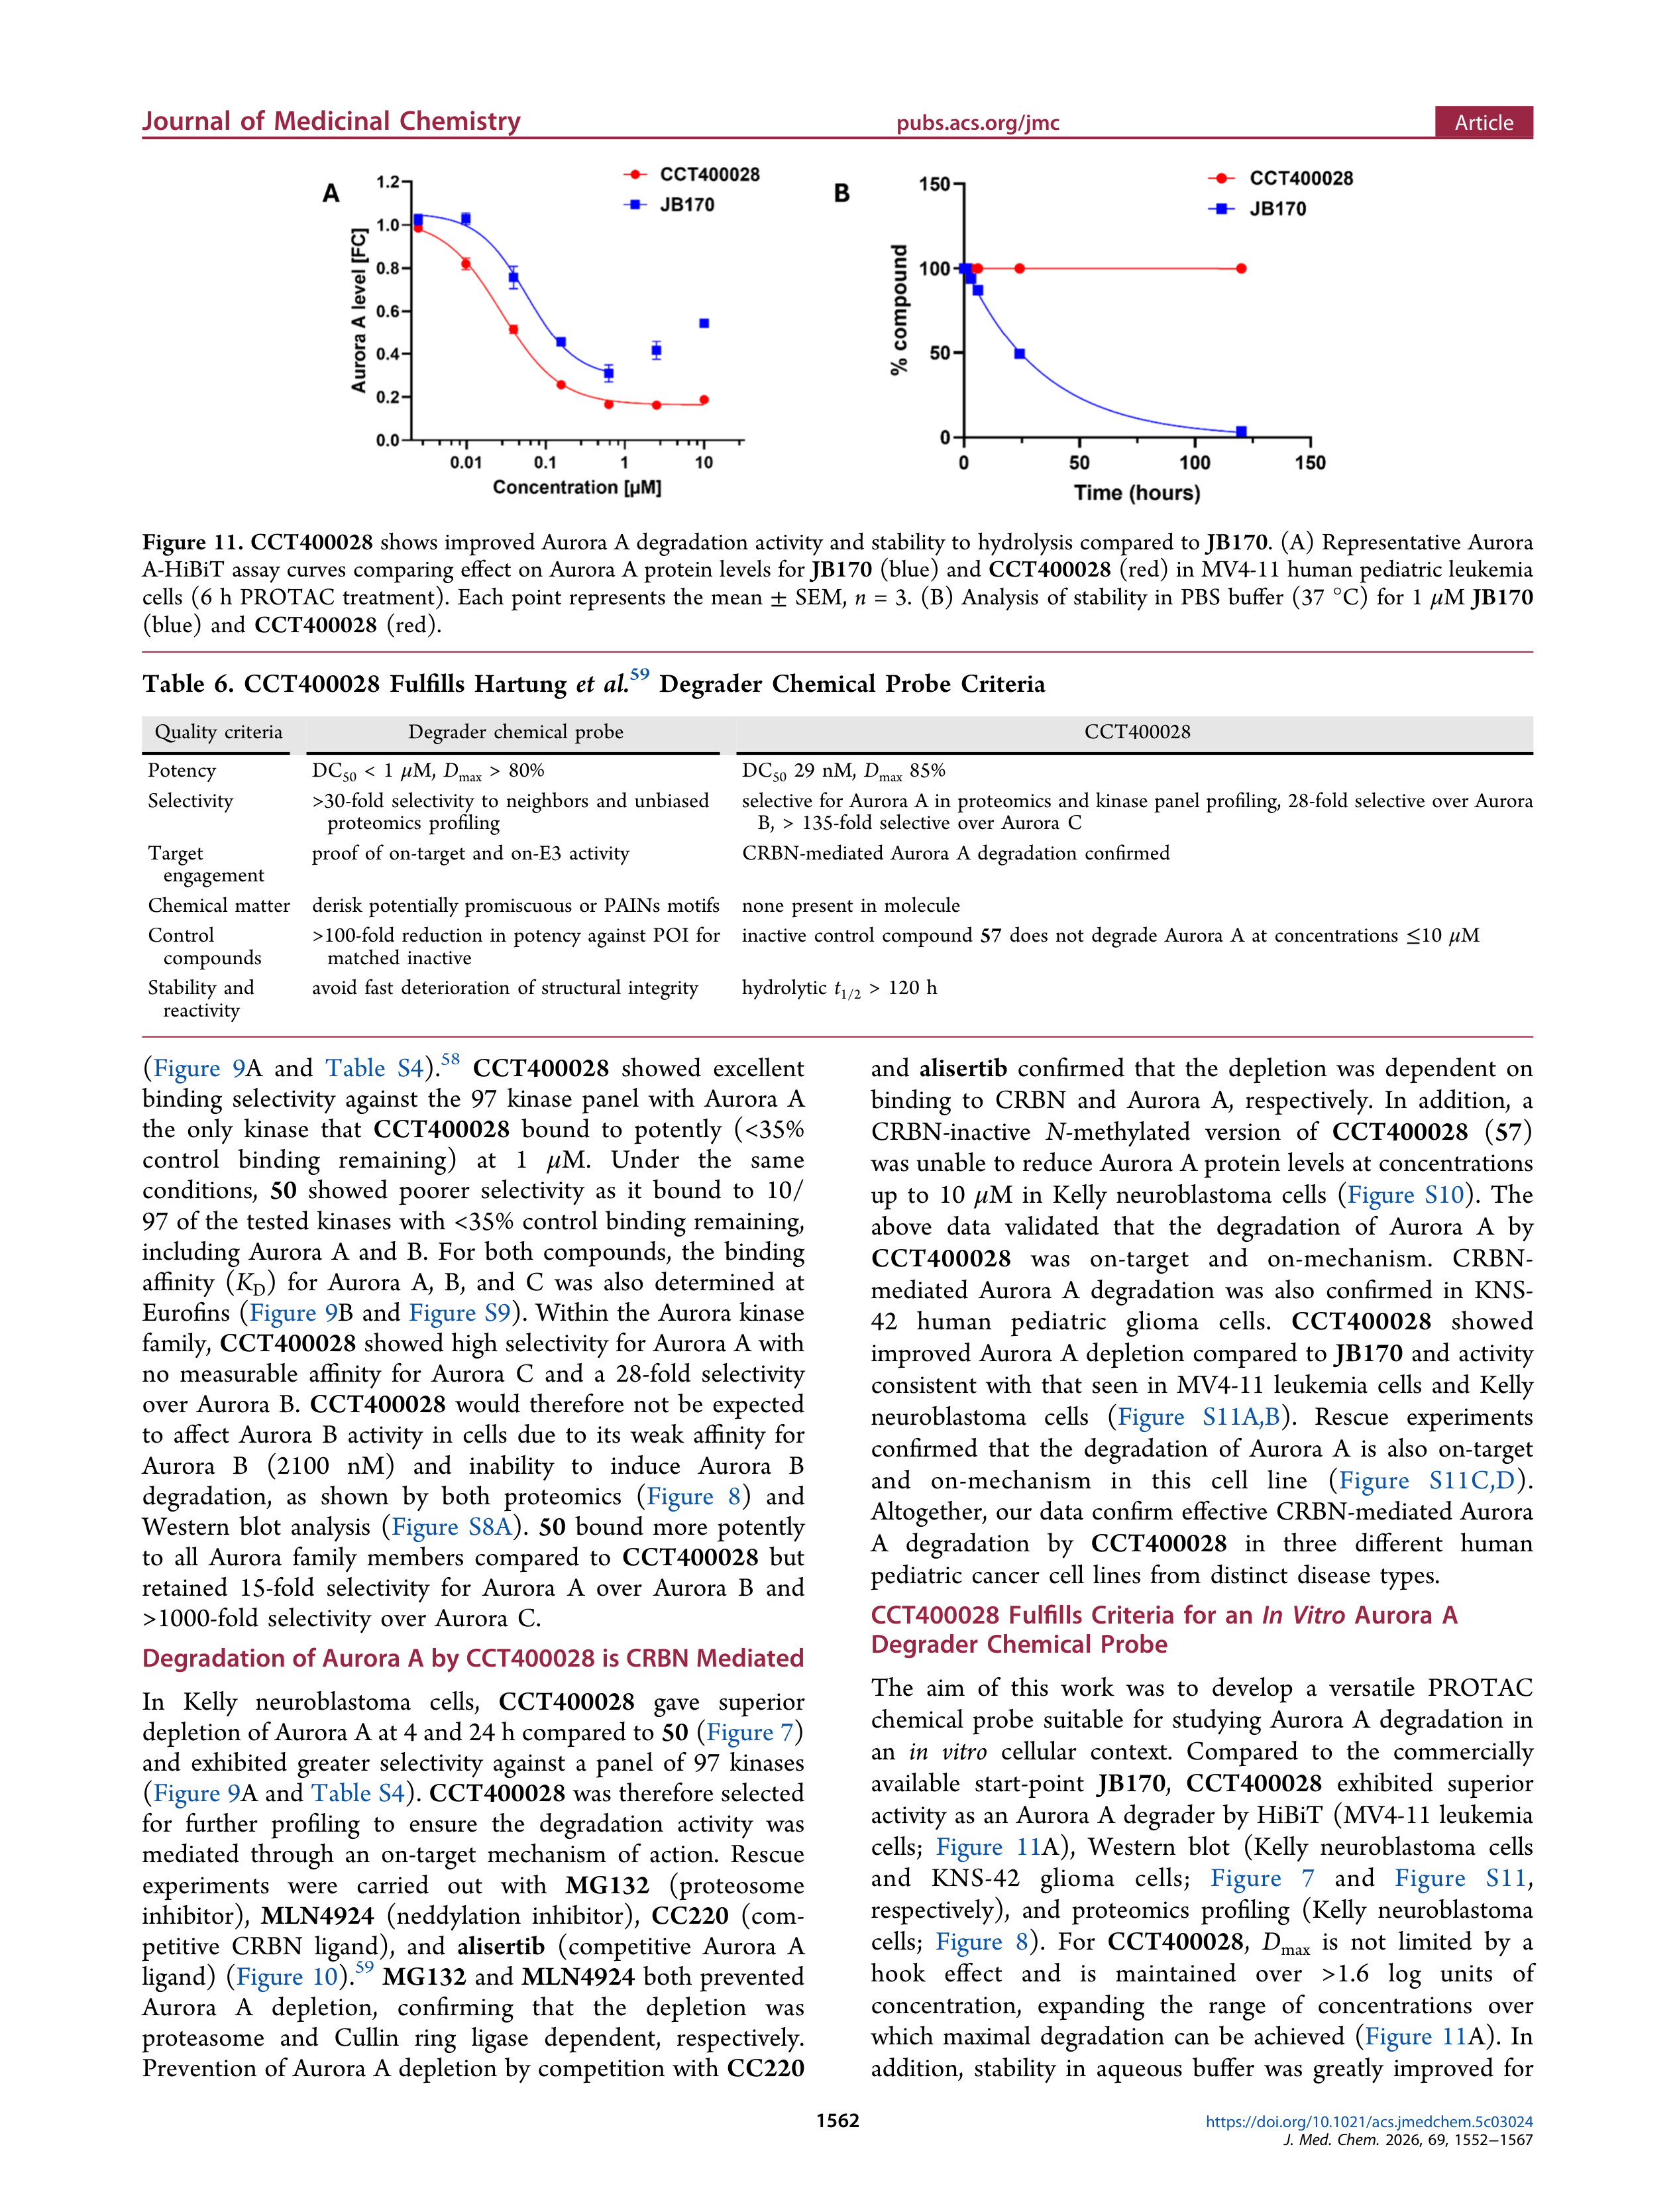 Journal of Medicinal Chemistry
pubs.acs.org/jmc
Article
A
CCT400028
JB170
1.2
1.0
0.8
0.6
0.4
0.2
0.0
Aurora A level [FC]
0.01 0.1 1 10
Concentration [µM]
B
CCT400028
JB170
150
100
50
0
% compound
0 50 100 150
Time (hours)
Figure 11. CCT400028 shows improved Aurora A degradation activity and stability to hydrolysis compared to JB170. (A) Representative Aurora
A-HiBiT assay curves comparing effect on Aurora A protein levels for JB170 (blue) and CCT400028 (red) in MV4-11 human pediatric leukemia
cells (6 h PROTAC treatment). Each point represents the mean ± SEM, n = 3. (B) Analysis of stability in PBS buffer (37 °C) for 1 μM JB170
(blue) and CCT400028 (red).
Table 6. CCT400028 Fulfills Hartung et al.59 Degrader Chemical Probe Criteria
Quality criteria Degrader chemical probe CCT400028
Potency DC50 < 1 μM, Dmax > 80% DC50 29 nM, Dmax 85%
Selectivity >30-fold selectivity to neighbors and unbiased selective for Aurora A in proteomics and kinase panel profiling, 28-fold selective over Aurora
proteomics profiling B, > 135-fold selective over Aurora C
Target proof of on-target and on-E3 activity CRBN-mediated Aurora A degradation confirmed
engagement
Chemical matter derisk potentially promiscuous or PAINs motifs none present in molecule
Control >100-fold reduction in potency against POI for inactive control compound 57 does not degrade Aurora A at concentrations ≤10 μM
compounds matched inactive
Stability and avoid fast deterioration of structural integrity hydrolytic t1/2 > 120 h
reactivity
(Figure 9A and Table S4).58 CCT400028 showed excellent
binding selectivity against the 97 kinase panel with Aurora A
the only kinase that CCT400028 bound to potently (<35%
control binding remaining) at 1 μM. Under the same
conditions, 50 showed poorer selectivity as it bound to 10/
97 of the tested kinases with <35% control binding remaining,
including Aurora A and B. For both compounds, the binding
affinity (KD) for Aurora A, B, and C was also determined at
Eurofins (Figure 9B and Figure S9). Within the Aurora kinase
family, CCT400028 showed high selectivity for Aurora A with
no measurable affinity for Aurora C and a 28-fold selectivity
over Aurora B. CCT400028 would therefore not be expected
to affect Aurora B activity in cells due to its weak affinity for
Aurora B (2100 nM) and inability to induce Aurora B
degradation, as shown by both proteomics (Figure 8) and
Western blot analysis (Figure S8A). 50 bound more potently
to all Aurora family members compared to CCT400028 but
retained 15-fold selectivity for Aurora A over Aurora B and
>1000-fold selectivity over Aurora C.
Degradation of Aurora A by CCT400028 is CRBN Mediated
In Kelly neuroblastoma cells, CCT400028 gave superior
depletion of Aurora A at 4 and 24 h compared to 50 (Figure 7)
and exhibited greater selectivity against a panel of 97 kinases
(Figure 9A and Table S4). CCT400028 was therefore selected
for further profiling to ensure the degradation activity was
mediated through an on-target mechanism of action. Rescue
experiments were carried out with MG132 (proteosome
inhibitor), MLN4924 (neddylation inhibitor), CC220 (com-
petitive CRBN ligand), and alisertib (competitive Aurora A
ligand) (Figure 10).59 MG132 and MLN4924 both prevented
Aurora A depletion, confirming that the depletion was
proteasome and Cullin ring ligase dependent, respectively.
Prevention of Aurora A depletion by competition with CC220
and alisertib confirmed that the depletion was dependent on
binding to CRBN and Aurora A, respectively. In addition, a
CRBN-inactive N-methylated version of CCT400028 (57)
was unable to reduce Aurora A protein levels at concentrations
up to 10 μM in Kelly neuroblastoma cells (Figure S10). The
above data validated that the degradation of Aurora A by
CCT400028 was on-target and on-mechanism. CRBN-
mediated Aurora A degradation was also confirmed in KNS-
42 human pediatric glioma cells. CCT400028 showed
improved Aurora A depletion compared to JB170 and activity
consistent with that seen in MV4-11 leukemia cells and Kelly
neuroblastoma cells (Figure S11A,B). Rescue experiments
confirmed that the degradation of Aurora A is also on-target
and on-mechanism in this cell line (Figure S11C,D).
Altogether, our data confirm effective CRBN-mediated Aurora
A degradation by CCT400028 in three different human
pediatric cancer cell lines from distinct disease types.
CCT400028 Fulfills Criteria for an In Vitro Aurora A
Degrader Chemical Probe
The aim of this work was to develop a versatile PROTAC
chemical probe suitable for studying Aurora A degradation in
an in vitro cellular context. Compared to the commercially
available start-point JB170, CCT400028 exhibited superior
activity as an Aurora A degrader by HiBiT (MV4-11 leukemia
cells; Figure 11A), Western blot (Kelly neuroblastoma cells
and KNS-42 glioma cells; Figure 7 and Figure S11,
respectively), and proteomics profiling (Kelly neuroblastoma
cells; Figure 8). For CCT400028, Dmax is not limited by a
hook effect and is maintained over >1.6 log units of
concentration, expanding the range of concentrations over
which maximal degradation can be achieved (Figure 11A). In
addition, stability in aqueous buffer was greatly improved for
1562
https://doi.org/10.1021/acs.jmedchem.5c03024
J. Med. Chem. 2026, 69, 1552−1567